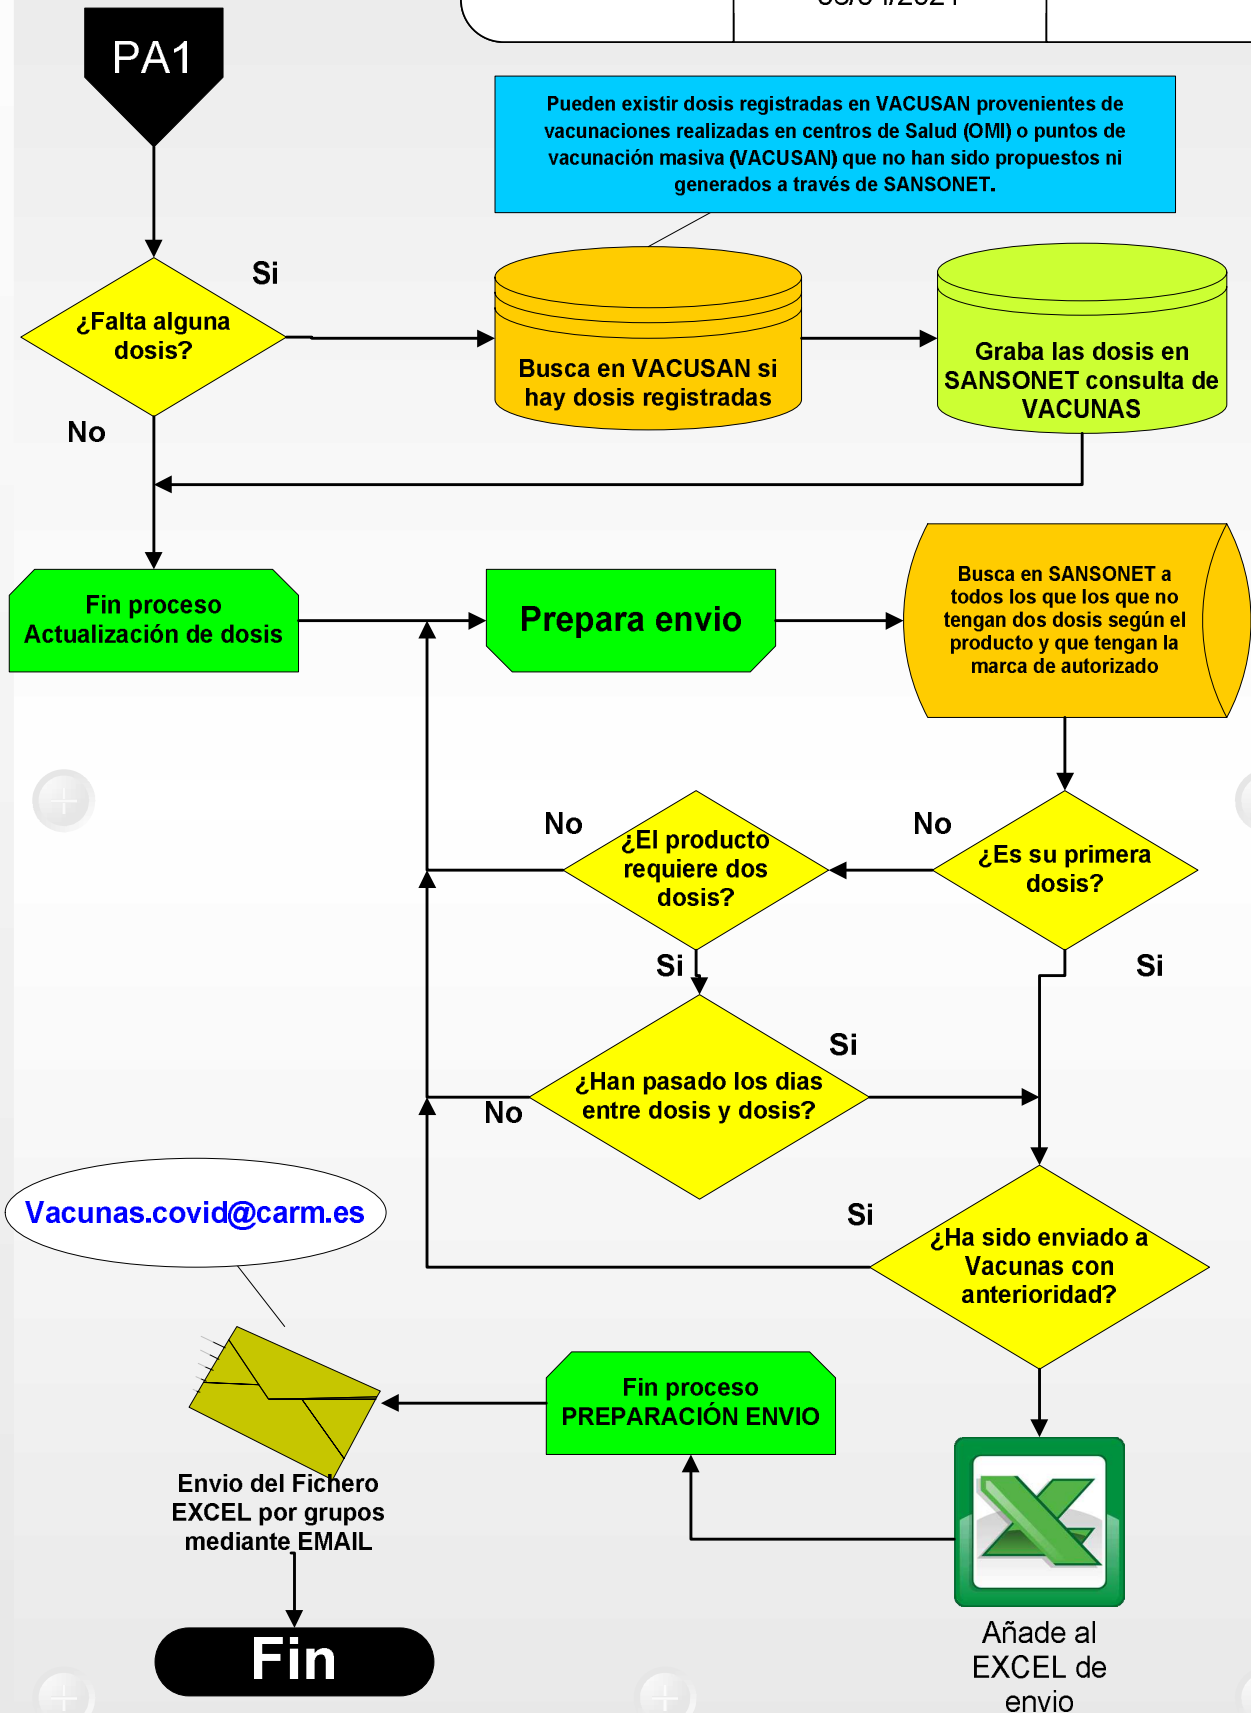 PA1
Pueden existir dosis registradas en VACUSAN provenientes de
vacunaciones realizadas en centros de Salud (OMI) o puntos de
vacunación masiva (VACUSAN) que no han sido propuestos ni
generados a través de SANSONET.
Si
¿Falta alguna
dosis?
Busca en VACUSAN si
hay dosis registradas
Graba las dosis en
SANSONET consulta de
VACUNAS
No
Fin proceso
Actualización de dosis
Prepara envio
Busca en SANSONET a
todos los que los que no
tengan dos dosis según el
producto y que tengan la
marca de autorizado
No
¿El producto
requiere dos
dosis?
No
¿Es su primera
dosis?
Si
Si
Si
¿Han pasado los dias
entre dosis y dosis?
No
Vacunas.covid@carm.es
Si
¿Ha sido enviado a
Vacunas con
anterioridad?
Fin proceso
PREPARACIÓN ENVIO
Envio del Fichero
EXCEL por grupos
mediante EMAIL
Fin
Añade al
EXCEL de
envio